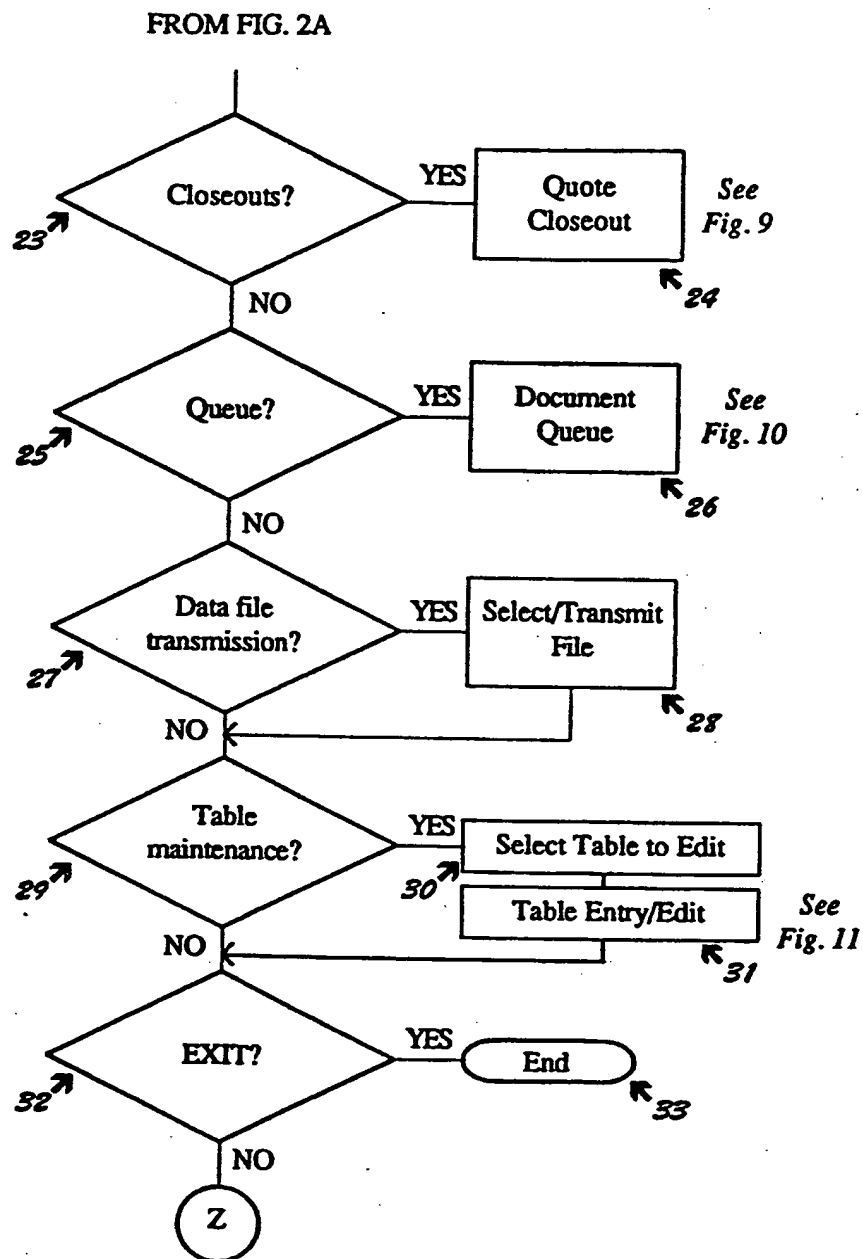 FROM FIG. 2A
Closeouts?
YES
Quote
Closeout
See
Fig. 9
23
24
NO
Queue?
YES
Document
Queue
See
Fig. 10
25
26
NO
Data file
transmission?
YES
Select/Transmit
File
27
28
NO
Table
maintenance?
YES
Select Table to Edit
29
30
Table Entry/Edit
See
Fig. 11
31
NO
EXIT?
YES
End
32
33
NO
Z